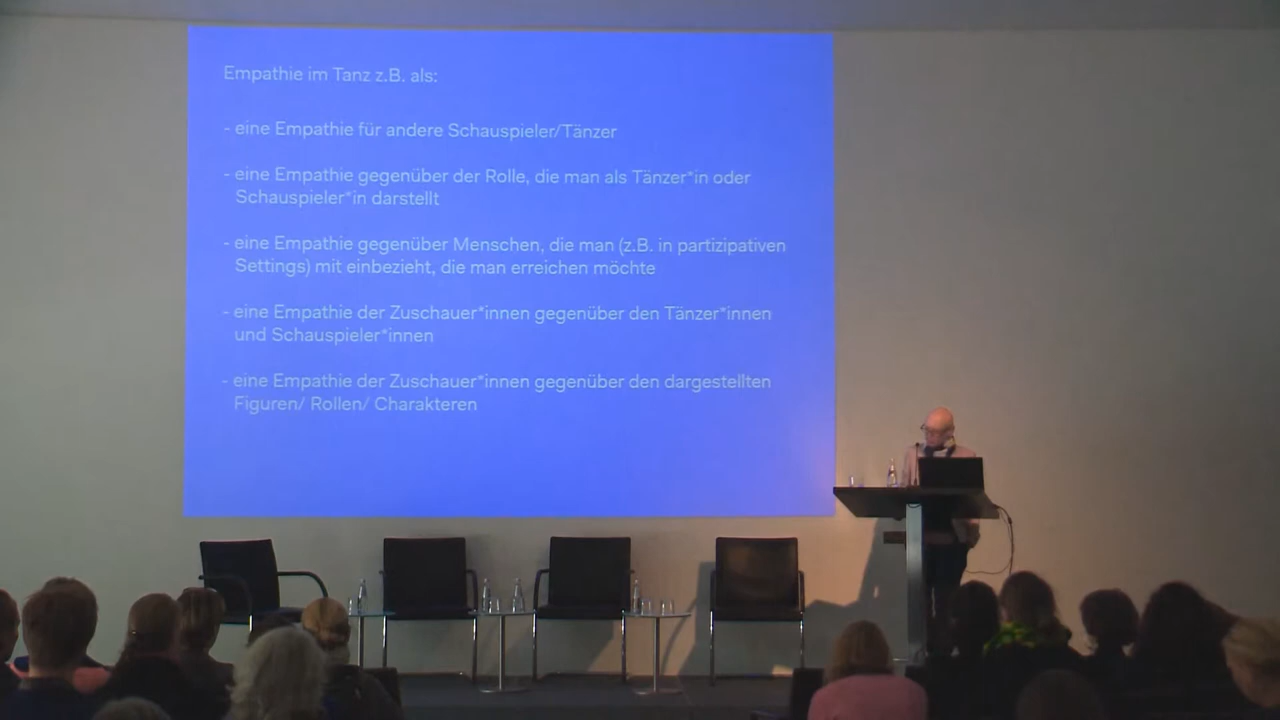 Empathie im Tanz z.B. als:
- eine Empathie für andere Schauspieler/Tänzer
- eine Empathie gegenüber der Rolle, die man als Tänzer*in oder
Schauspieler*in darstellt
- eine Empathie gegenüber Menschen, die man (z.B. in partizipativen
Settings) mit einbezieht, die man erreichen möchte
- eine Empathie der Zuschauer*innen gegenüber den Tänzer*innen
und Schauspieler*innen
- eine Empathie der Zuschauer*innen gegenüber den dargestellten
Figuren/ Rollen/ Charakteren